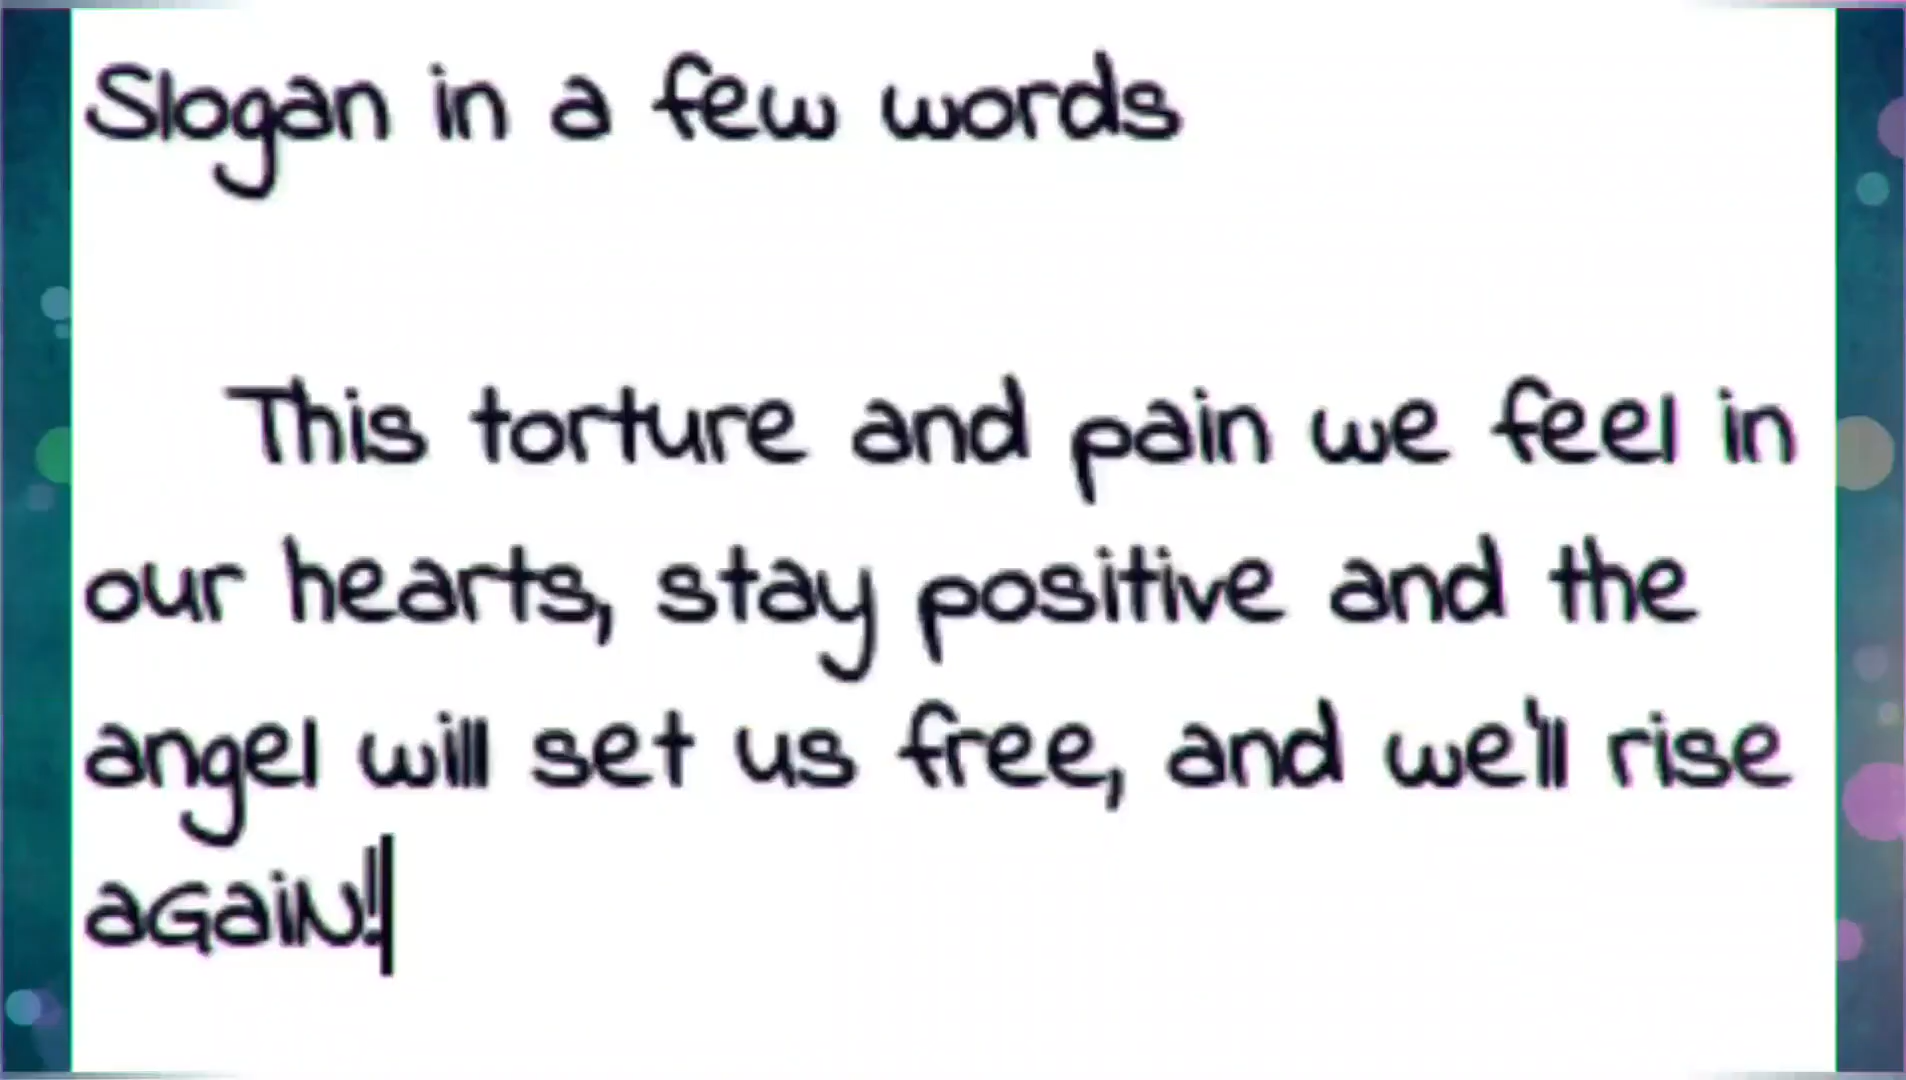 Slogan in a few words
This torture and pain we feel in
our hearts, stay positive and the
angel will set us free, and we'll rise
aGaiN!